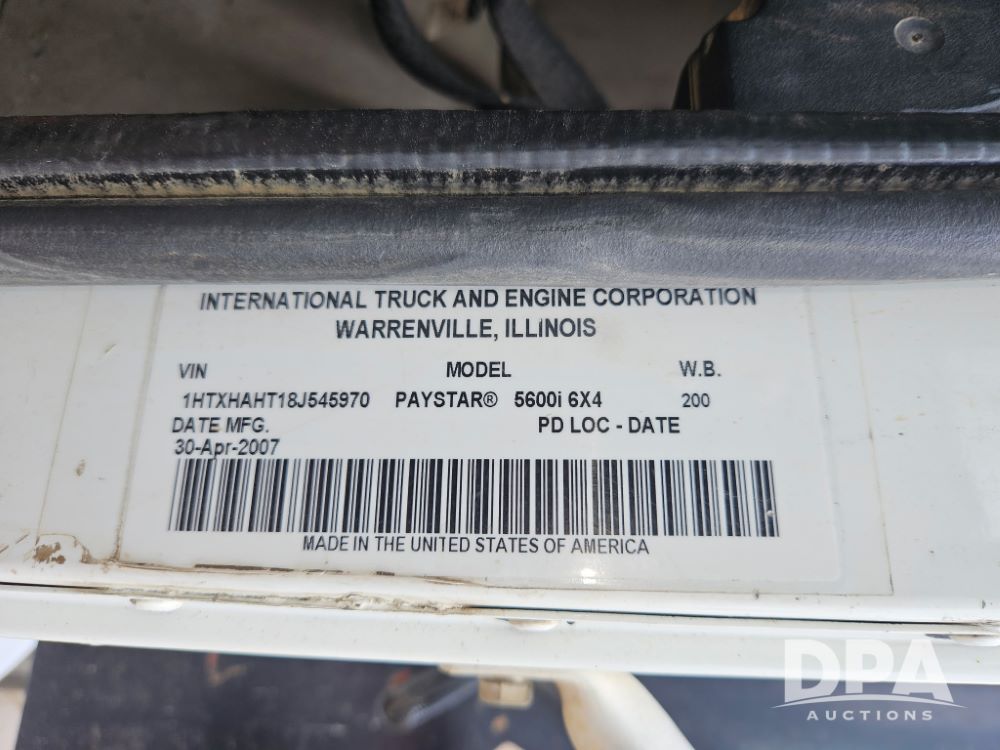 INTERNATIONAL TRUCK AND ENGINE CORPORATION
WARRENVILLE, ILLINOIS
VIN MODEL W.B.
1HTXHAHT18J545970 PAYSTAR® 5600i 6X4 200
DATE MFG. PD LOC - DATE
30-Apr-2007
MADE IN THE UNITED STATES OF AMERICA
DPA
AUCTIONS